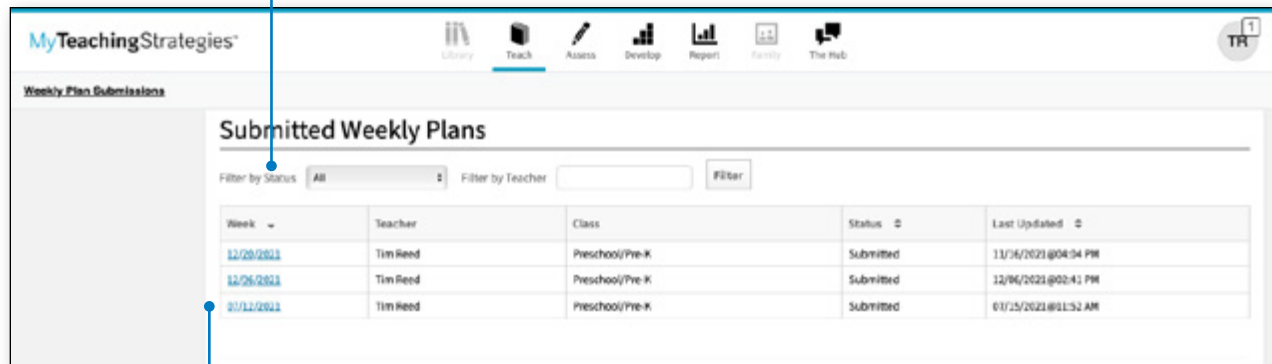 MyTeachingStrategies
Library Teach Assess Develop Report Family The Hub
TR 1
Weekly Plan Submissions
Submitted Weekly Plans
Filter by Status All Filter by Teacher Filter
Week Teacher Class Status Last Updated
12/20/2021 Tim Reed Preschool/Pre-K Submitted 11/16/2021@04:04 PM
12/06/2021 Tim Reed Preschool/Pre-K Submitted 12/06/2021@02:41 PM
07/12/2021 Tim Reed Preschool/Pre-K Submitted 07/15/2021@11:52 AM